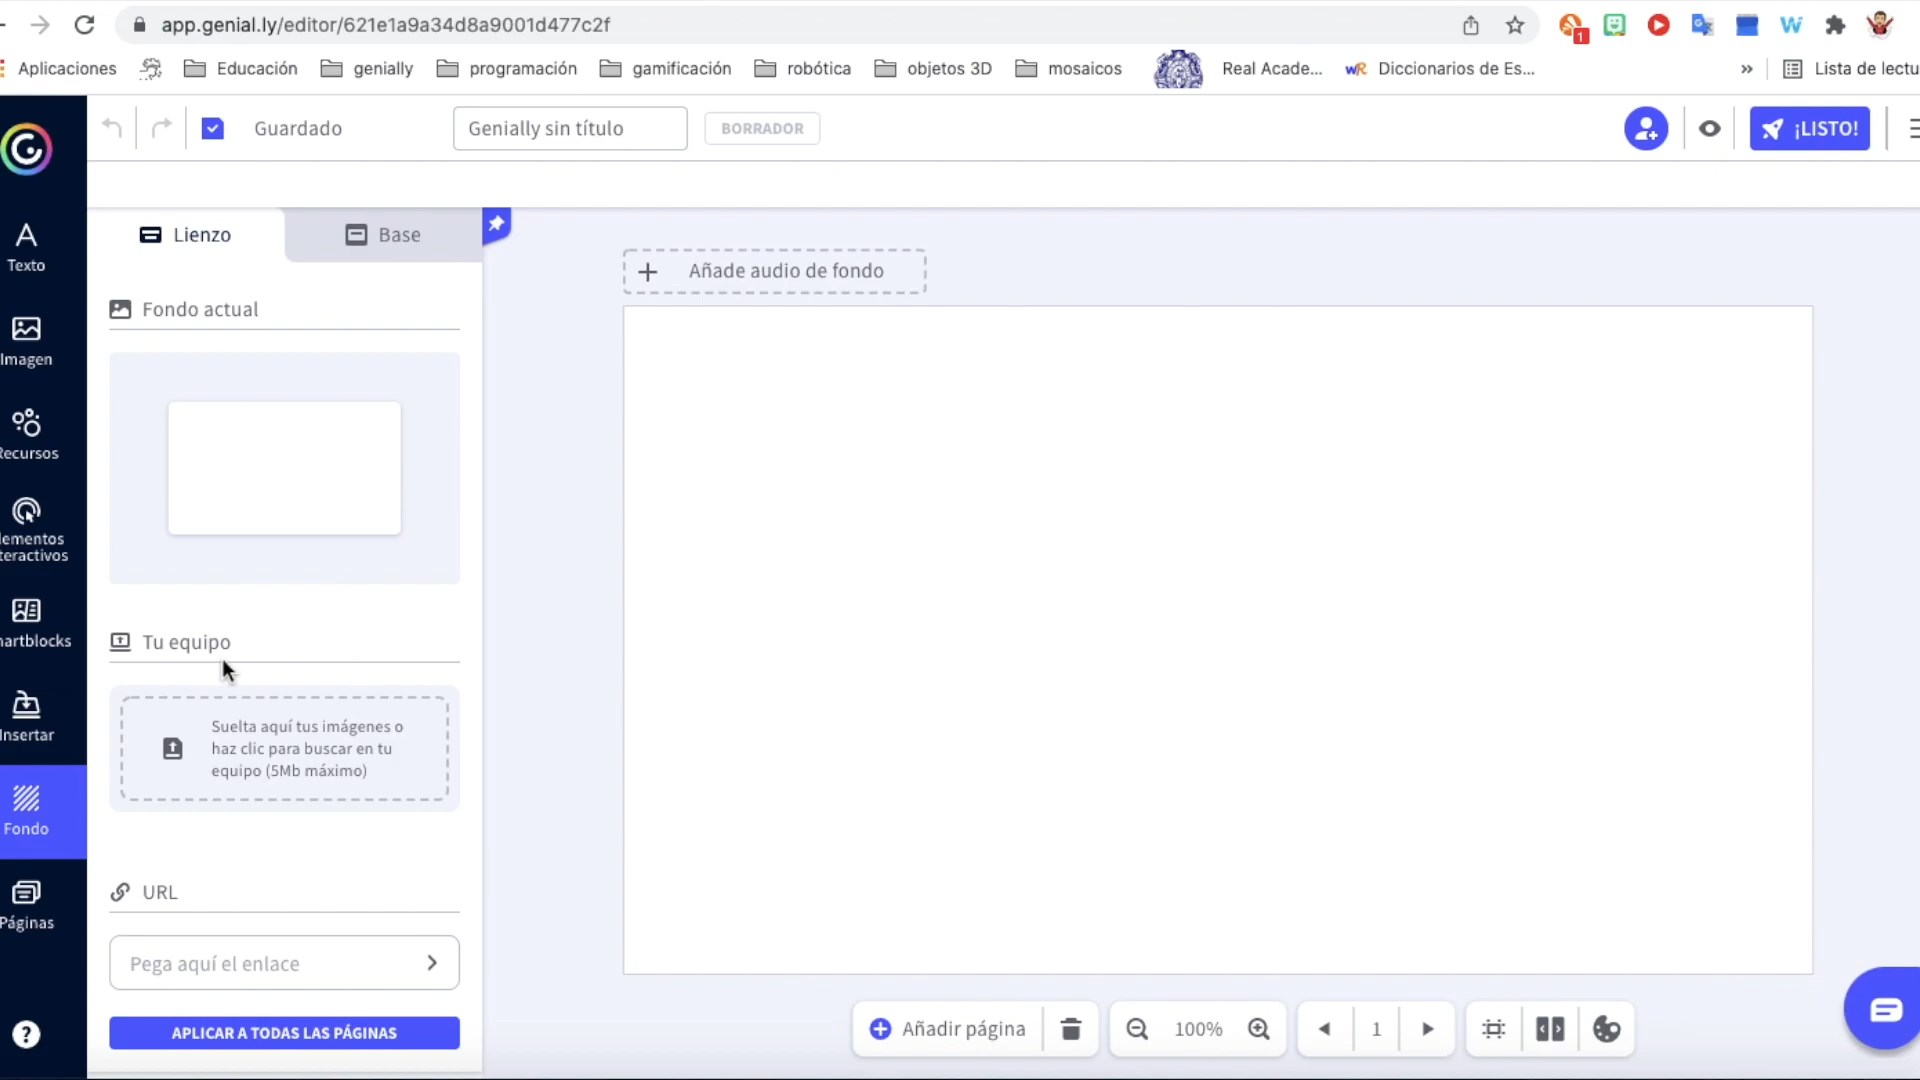 app.genial.ly/editor/621e1a9a34d8a9001d477c2f
1
Aplicaciones
Educación
genially
programación
gamificación
robótica
objetos 3D
mosaicos
Real Acade...
WR
Diccionarios de Es...
»
Lista de lectu
Guardado
Genially sin título
BORRADOR
¡LISTO!
Lienzo
Base
Texto
Imagen
Recursos
lementos
teractivos
artblocks
Insertar
Fondo
Páginas
Fondo actual
Tu equipo
Suelta aquí tus imágenes o
haz clic para buscar en tu
equipo (5Mb máximo)
URL
Pega aquí el enlace
APLICAR A TODAS LAS PÁGINAS
Añade audio de fondo
Añadir página
100%
1